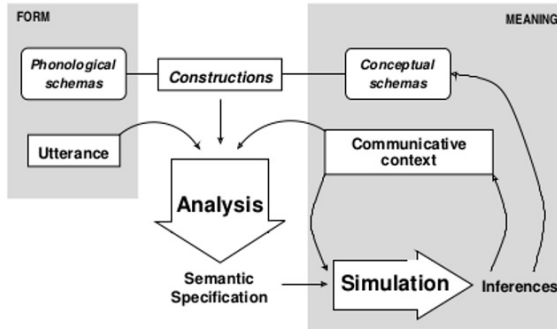 FORM
MEANING
Phonological
schemas
Constructions
Conceptual
schemas
Utterance
Communicative
context
Analysis
Semantic
Specification
Simulation
Inferences